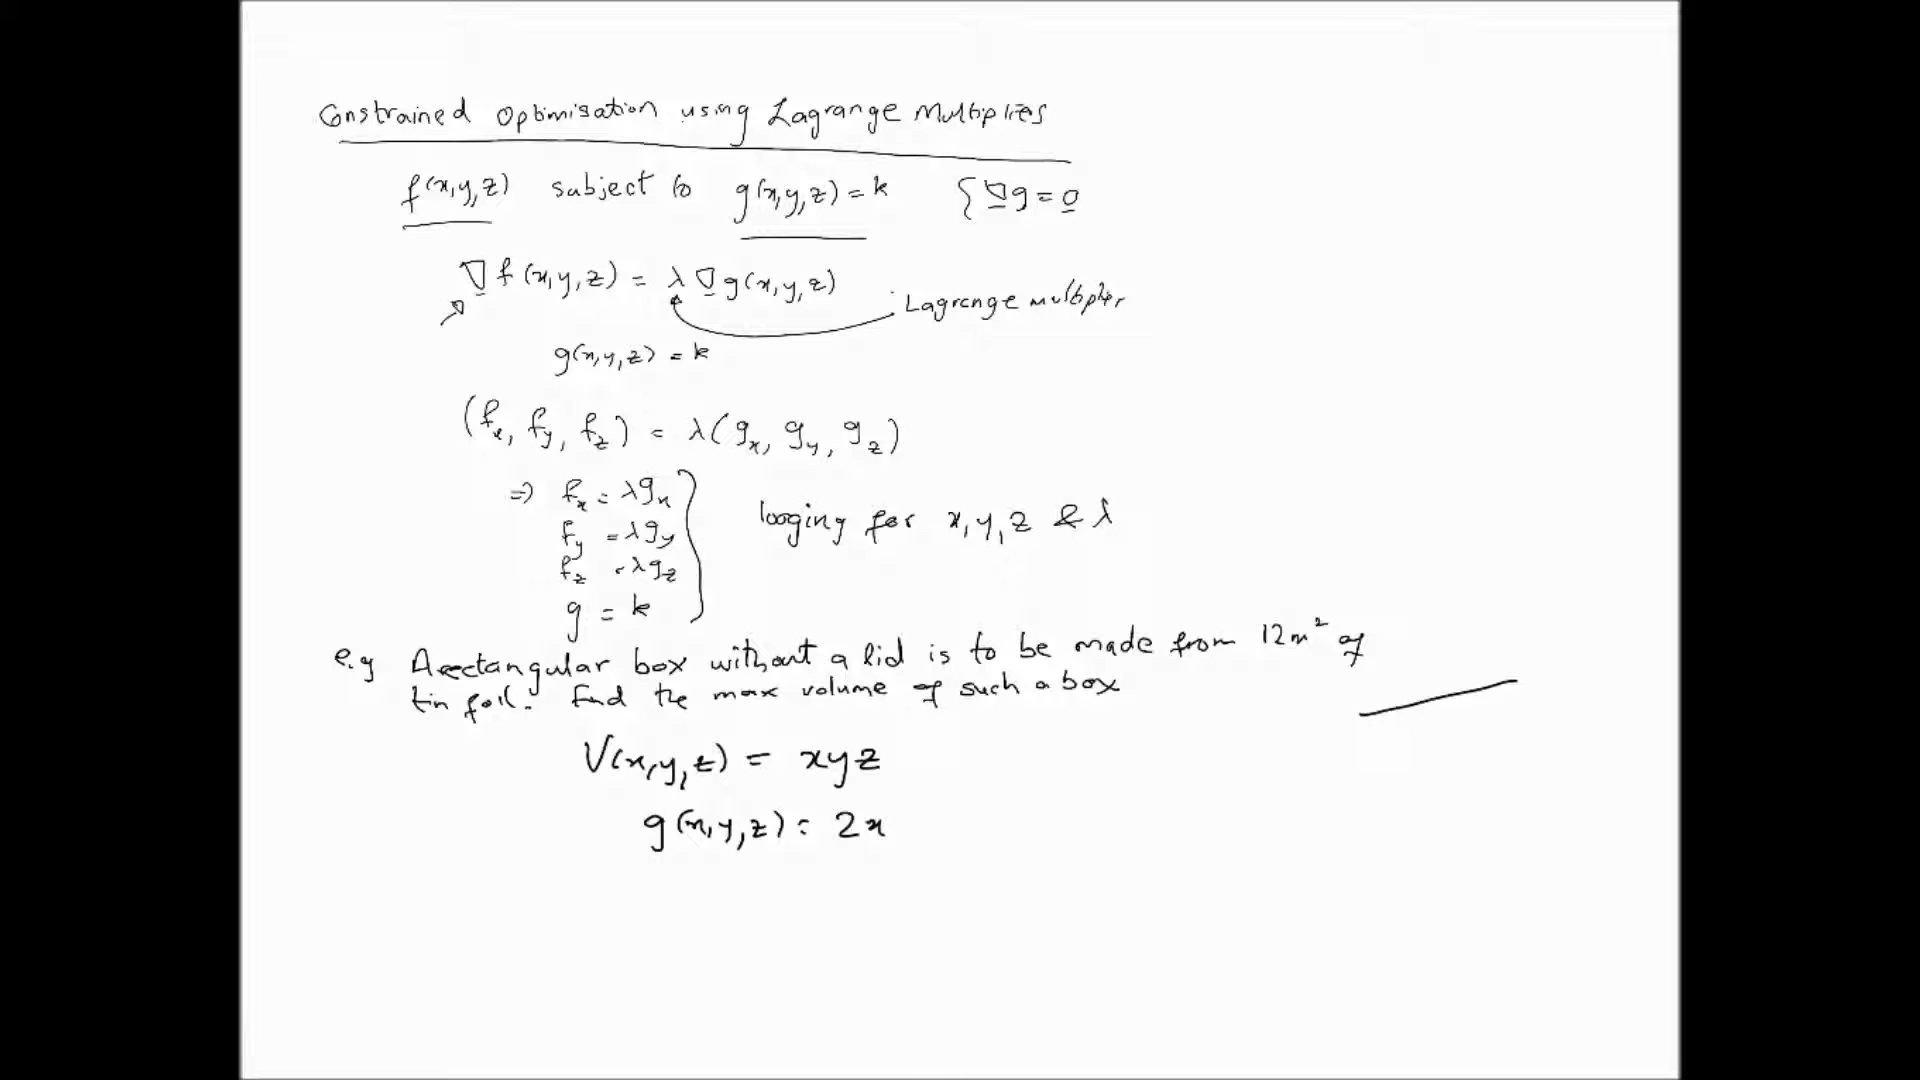 Constrained Optimisation using Lagrange Multipliers
f(x,y,z) subject to g(x,y,z) = k {∇g = 0
∇f(x,y,z) = λ∇g(x,y,z)
Lagrange multiplier
g(x,y,z) = k
(fx, fy, fz) = λ(gx, gy, gz)
⇒ fx = λgx
fy = λgy
looging for x, y, z & λ
fz = λgz
g = k
e.g A rectangular box without a lid is to be made from 12m² of
tin foil. Find the max volume of such a box
V(x,y,z) = xyz
g(x,y,z) = 2x